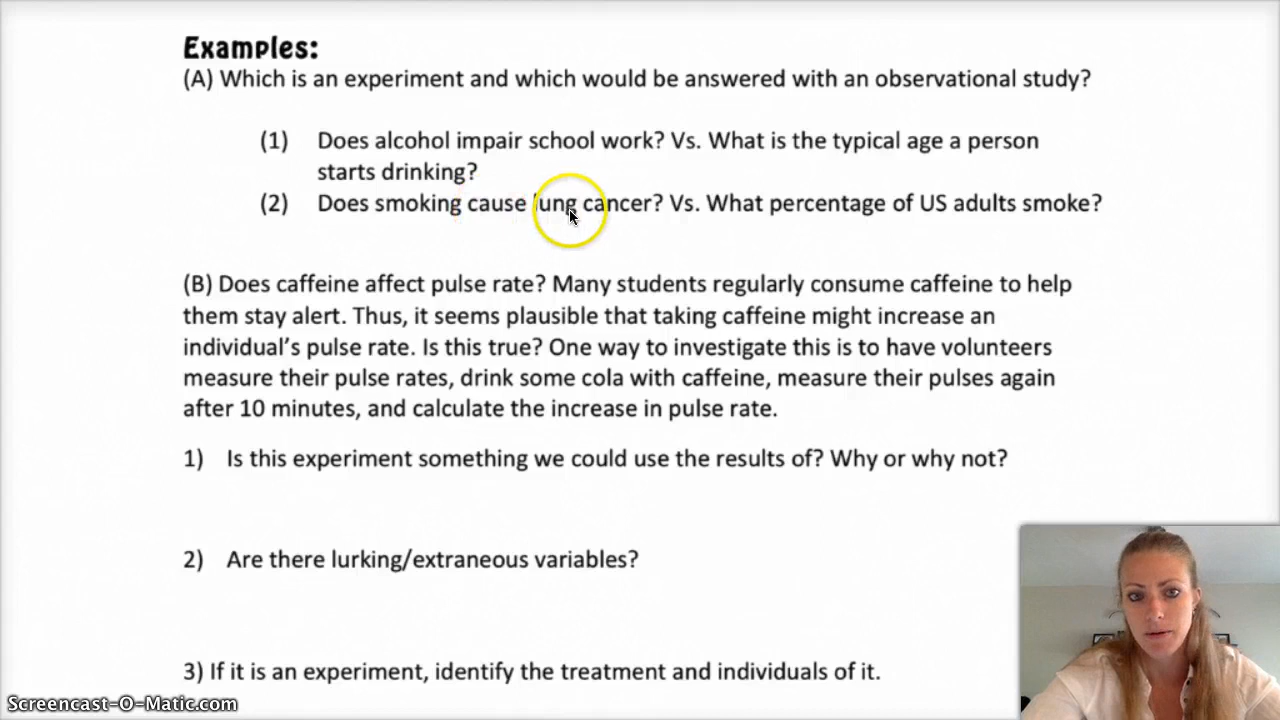 Examples:
(A) Which is an experiment and which would be answered with an observational study?
(1) Does alcohol impair school work? Vs. What is the typical age a person
starts drinking?
(2) Does smoking cause lung cancer? Vs. What percentage of US adults smoke?
(B) Does caffeine affect pulse rate? Many students regularly consume caffeine to help
them stay alert. Thus, it seems plausible that taking caffeine might increase an
individual's pulse rate. Is this true? One way to investigate this is to have volunteers
measure their pulse rates, drink some cola with caffeine, measure their pulses again
after 10 minutes, and calculate the increase in pulse rate.
1) Is this experiment something we could use the results of? Why or why not?
2) Are there lurking/extraneous variables?
3) If it is an experiment, identify the treatment and individuals of it.
Screencast-O-Matic.com